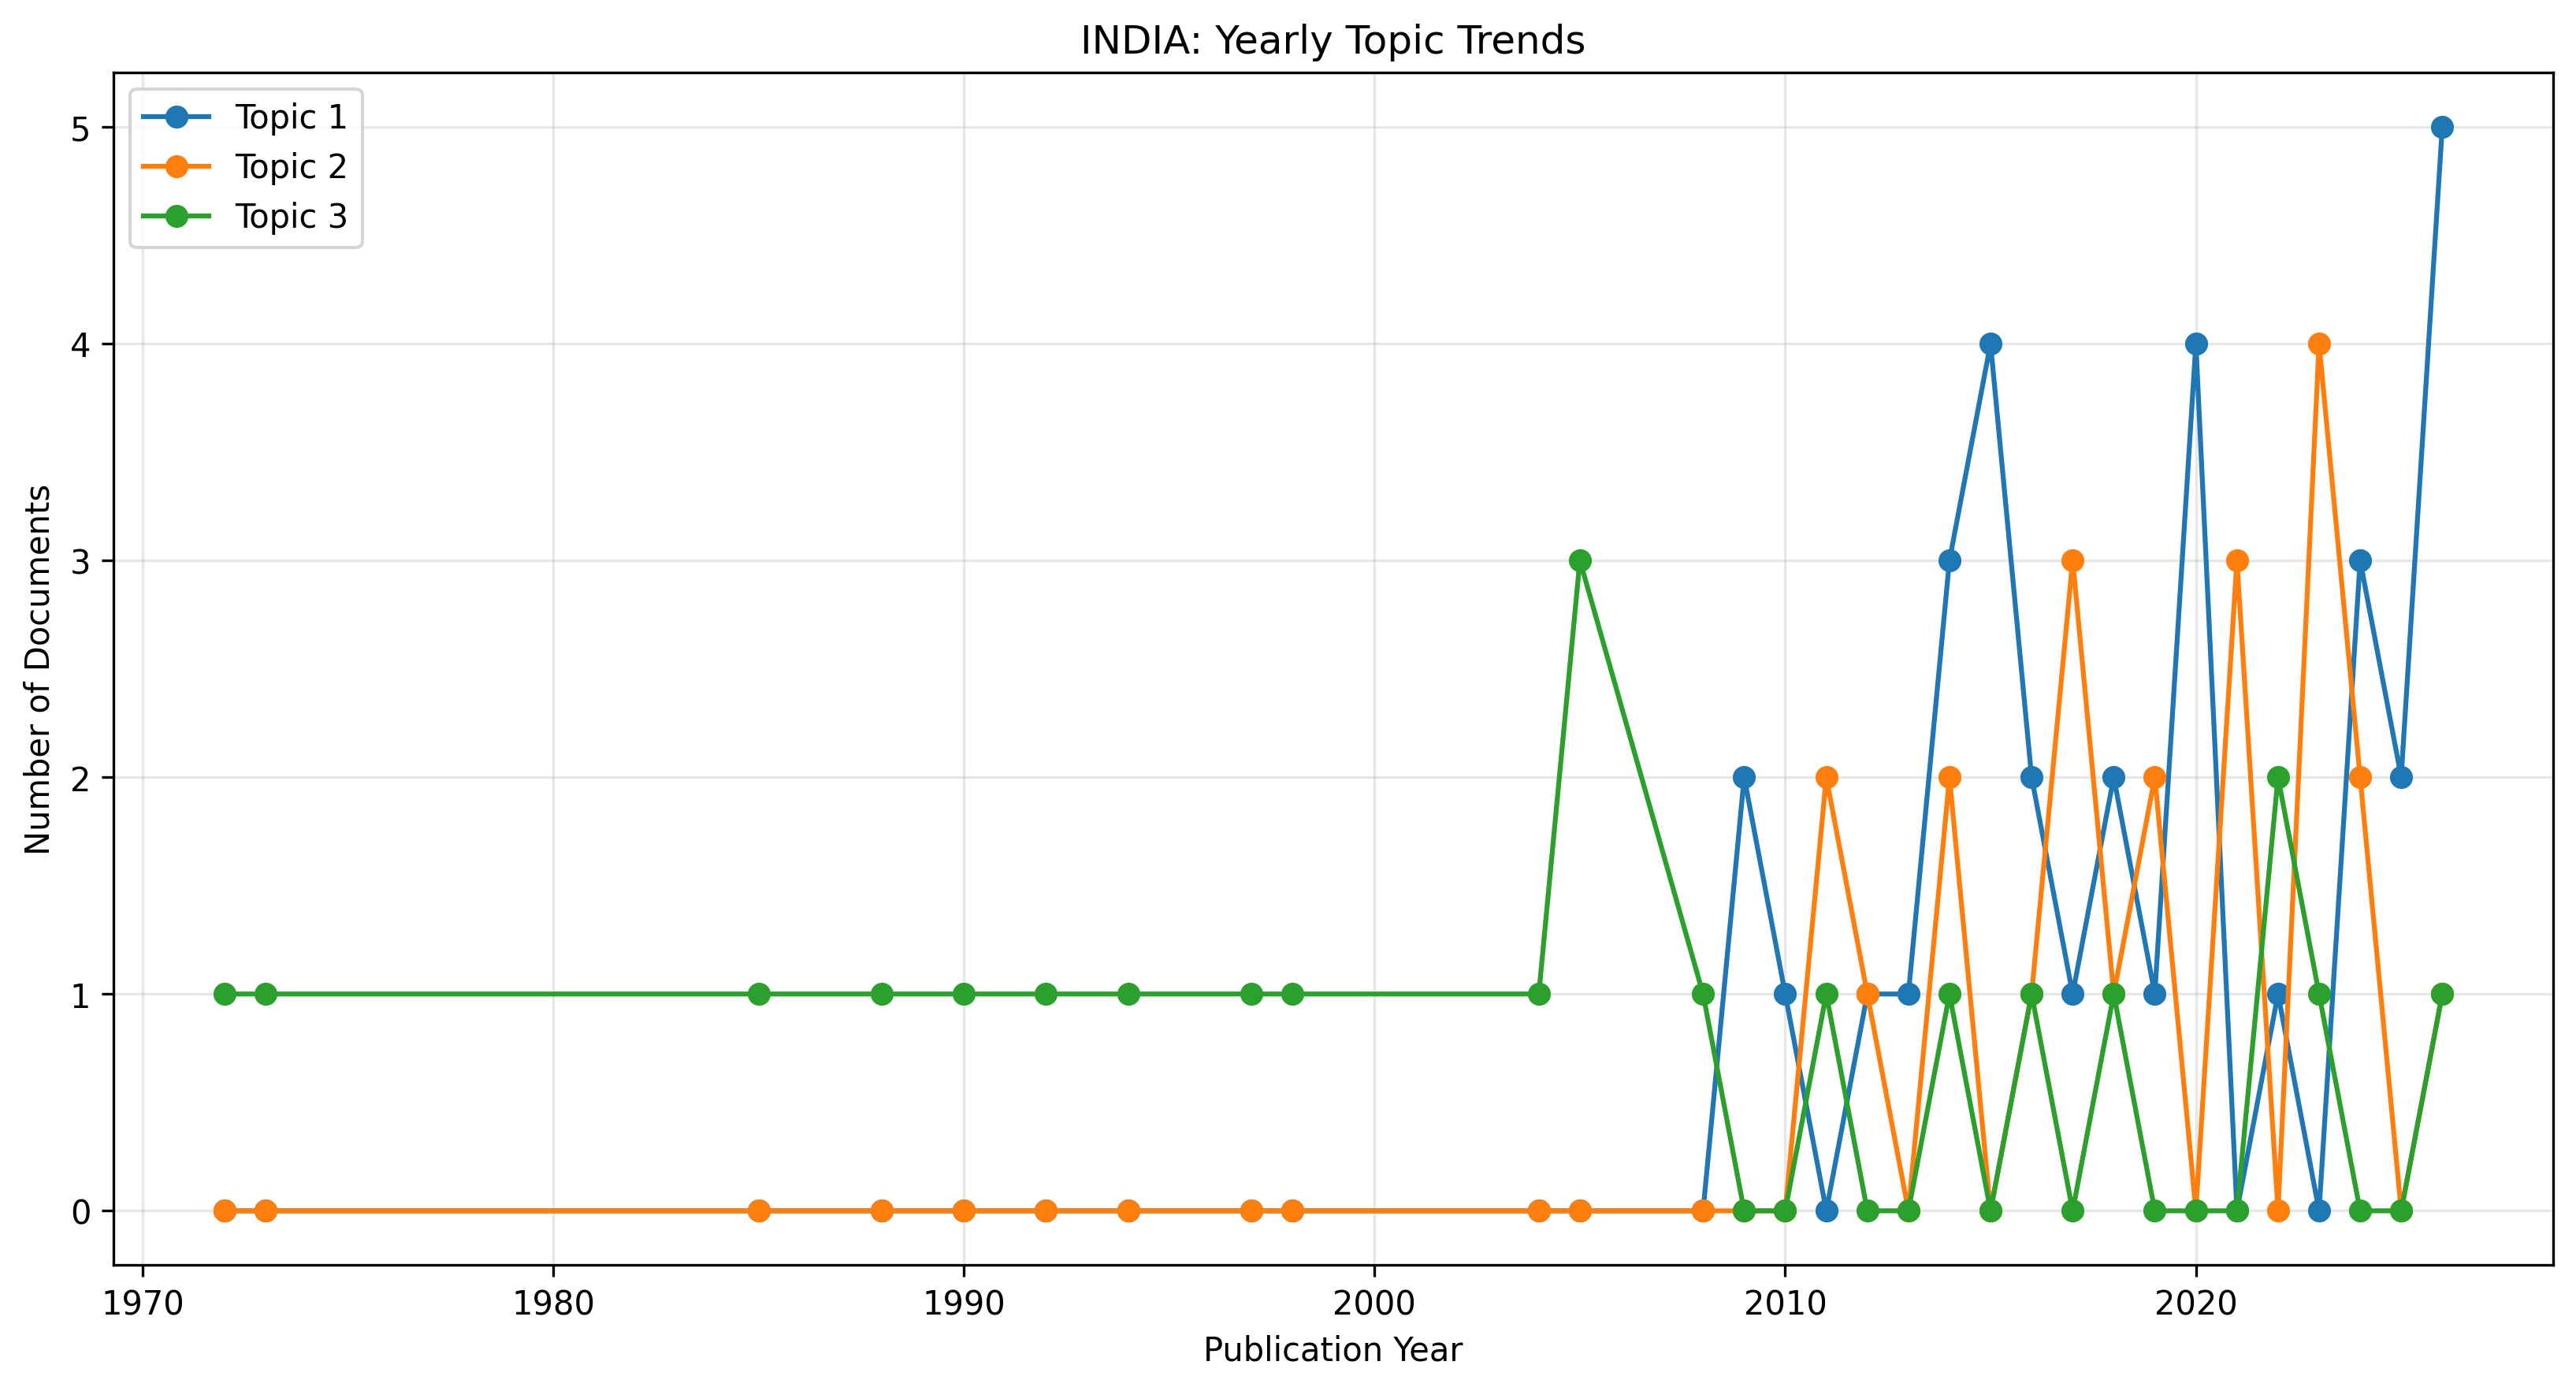 INDIA: Yearly Topic Trends
Topic 1
Topic 2
Topic 3
5
4
3
2
1
0
Number of Documents
1970 1980 1990 2000 2010 2020
Publication Year